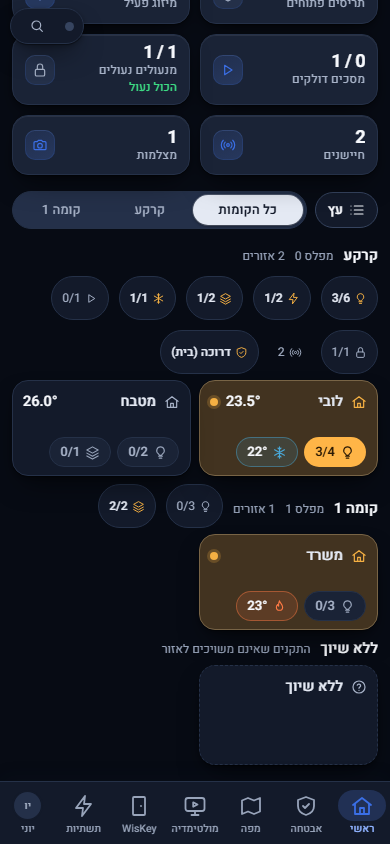 תריסים פתוחים
מיזוג פעיל
1 / 0
מסכים דולקים
1 / 1
מנעולים נעולים
הכול נעול
2
חיישנים
1
מצלמות
עץ
כל הקומות
קרקע
קומה 1
קרקע מפלס 0 2 אזורים
3/6
1/2
1/2
1/1
0/1
1/1
2
דרוכה (בית)
לובי
23.5°
3/4
22°
מטבח
26.0°
0/2
0/1
קומה 1 מפלס 1 1 אזורים
0/3
2/2
משרד
0/3
23°
ללא שיוך התקנים שאינם משויכים לאזור
ללא שיוך
ראשי
אבטחה
מפה
מולטימדיה
WisKey
תשתיות
יו
יוני